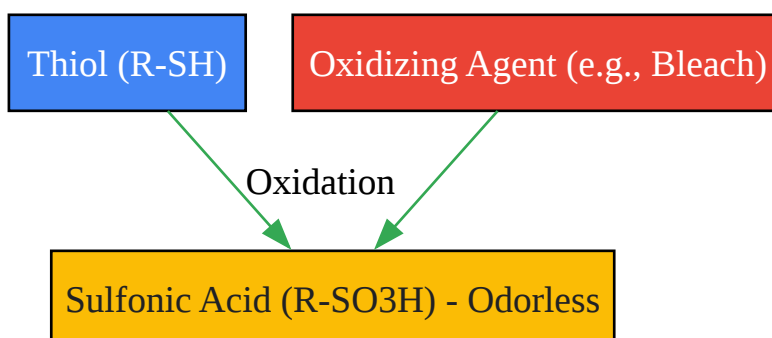 Thiol (R-SH)
Oxidizing Agent (e.g., Bleach)
Oxidation
Sulfonic Acid (R-SO3H) - Odorless